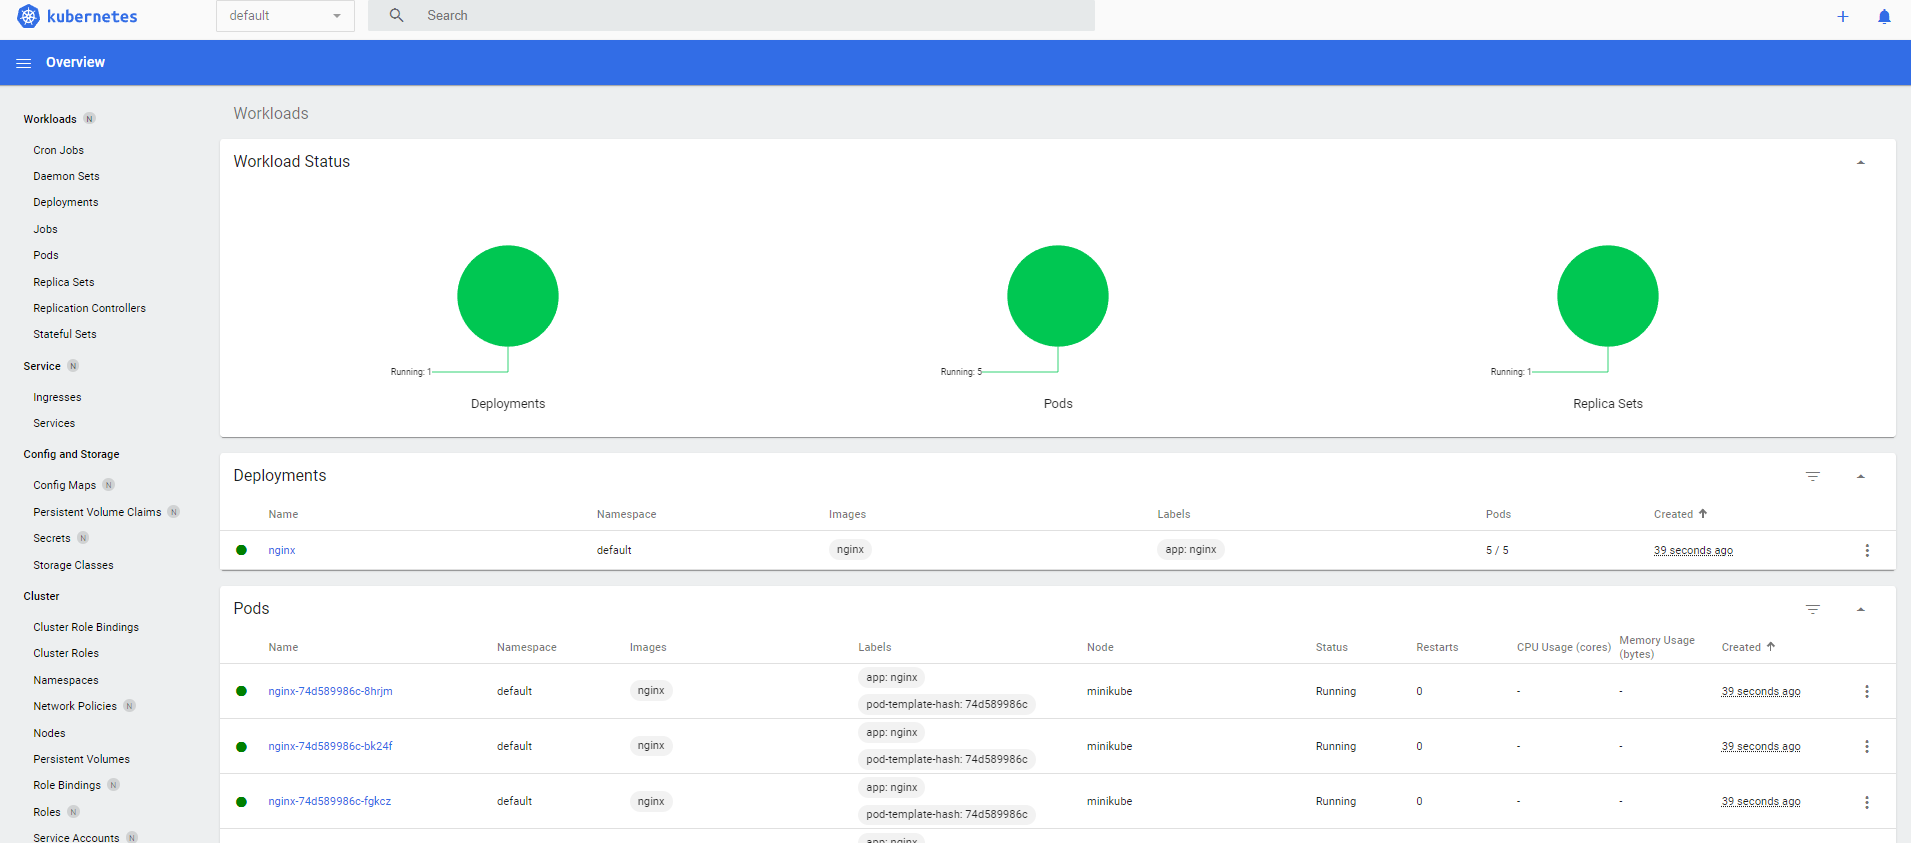 kubernetes
default
Search
Overview
Workloads N
Cron Jobs
Daemon Sets
Deployments
Jobs
Pods
Replica Sets
Replication Controllers
Stateful Sets
Service N
Ingresses
Services
Config and Storage
Config Maps N
Persistent Volume Claims N
Secrets N
Storage Classes
Cluster
Cluster Role Bindings
Cluster Roles
Namespaces
Network Policies N
Nodes
Persistent Volumes
Role Bindings N
Roles N
Service Accounts N
Workloads
Workload Status
Running: 1
Deployments
Running: 5
Pods
Running: 1
Replica Sets
Deployments
Name Namespace Images Labels Pods Created
nginx default nginx app: nginx 5 / 5 39 seconds ago
Pods
Name Namespace Images Labels Node Status Restarts CPU Usage (cores) Memory Usage (bytes) Created
nginx-74d589986c-8hrjm default nginx app: nginx minikube Running 0 - - 39 seconds ago
pod-template-hash: 74d589986c
nginx-74d589986c-bk24f default nginx app: nginx minikube Running 0 - - 39 seconds ago
pod-template-hash: 74d589986c
nginx-74d589986c-fgkcz default nginx app: nginx minikube Running 0 - - 39 seconds ago
pod-template-hash: 74d589986c
app: nginx